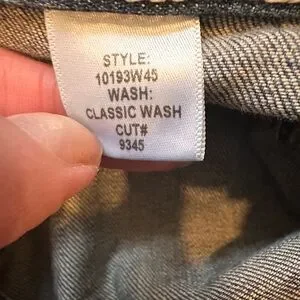 STYLE:
10193W45
WASH:
CLASSIC WASH
CUT#
9345